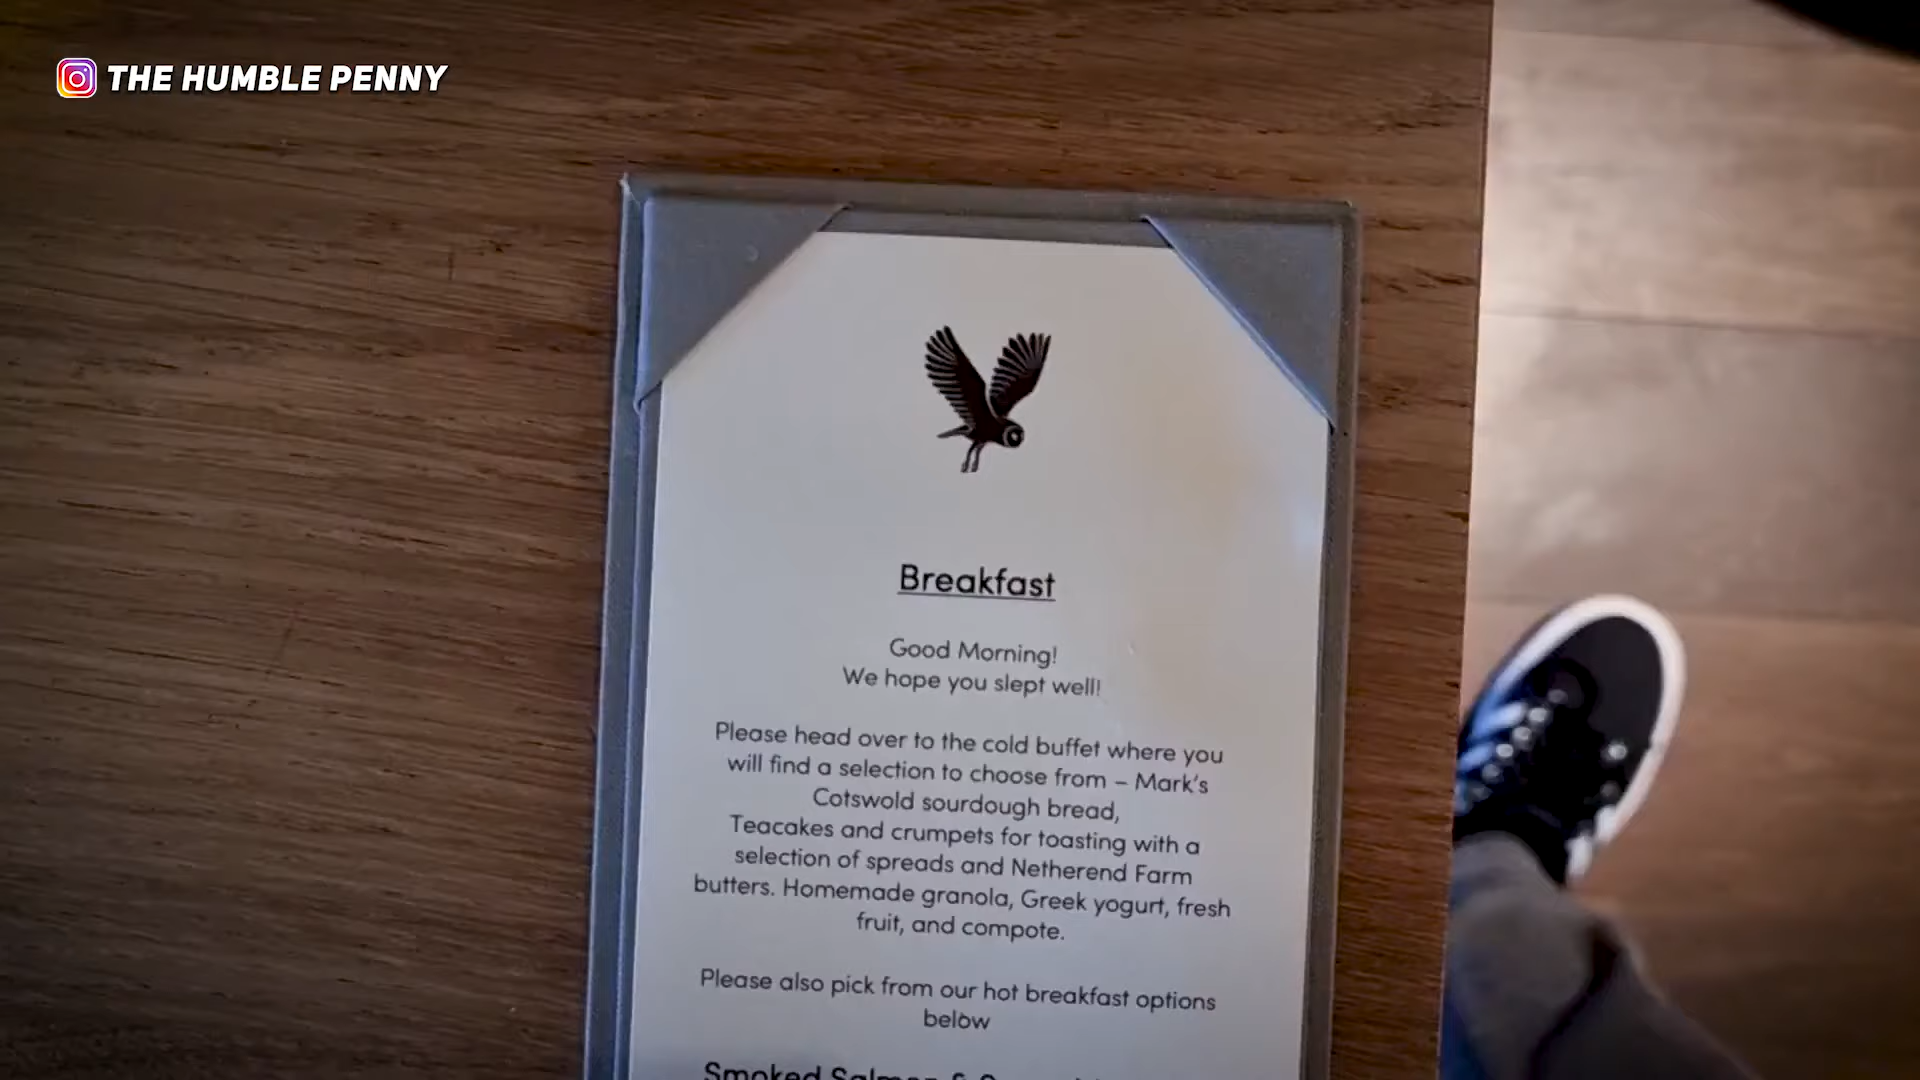 THE HUMBLE PENNY
Breakfast
Good Morning!
We hope you slept well!
Please head over to the cold buffet where you
will find a selection to choose from – Mark's
Cotswold sourdough bread,
Teacakes and crumpets for toasting with a
selection of spreads and Netherend Farm
butters. Homemade granola, Greek yogurt, fresh
fruit, and compote.
Please also pick from our hot breakfast options
below
Smoked Salmon &